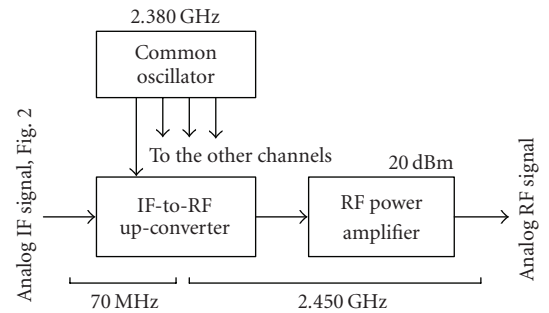 2.380 GHz
Common
oscillator
To the other channels
Analog IF signal, Fig. 2
IF-to-RF
up-converter
20 dBm
RF power
amplifier
Analog RF signal
70 MHz
2.450 GHz